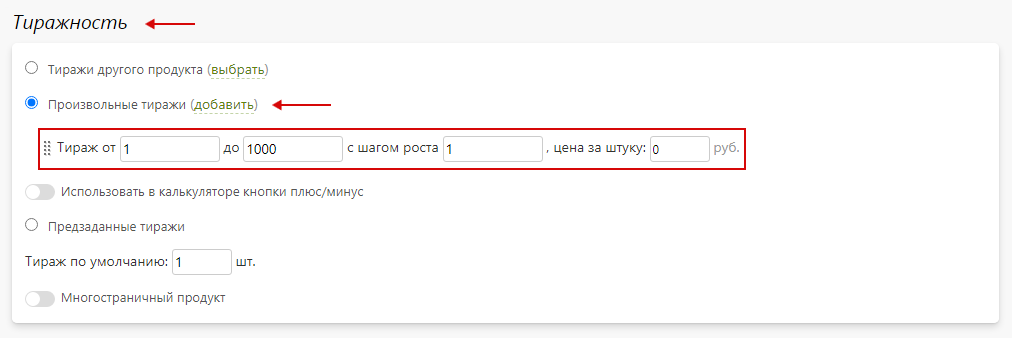 Тиражность
Тиражи другого продукта (выбрать)
Произвольные тиражи (добавить)
Тираж от 1 до 1000 с шагом роста 1 , цена за штуку: 0 руб.
Использовать в калькуляторе кнопки плюс/минус
Предзаданные тиражи
Тираж по умолчанию: 1 шт.
Многостраничный продукт